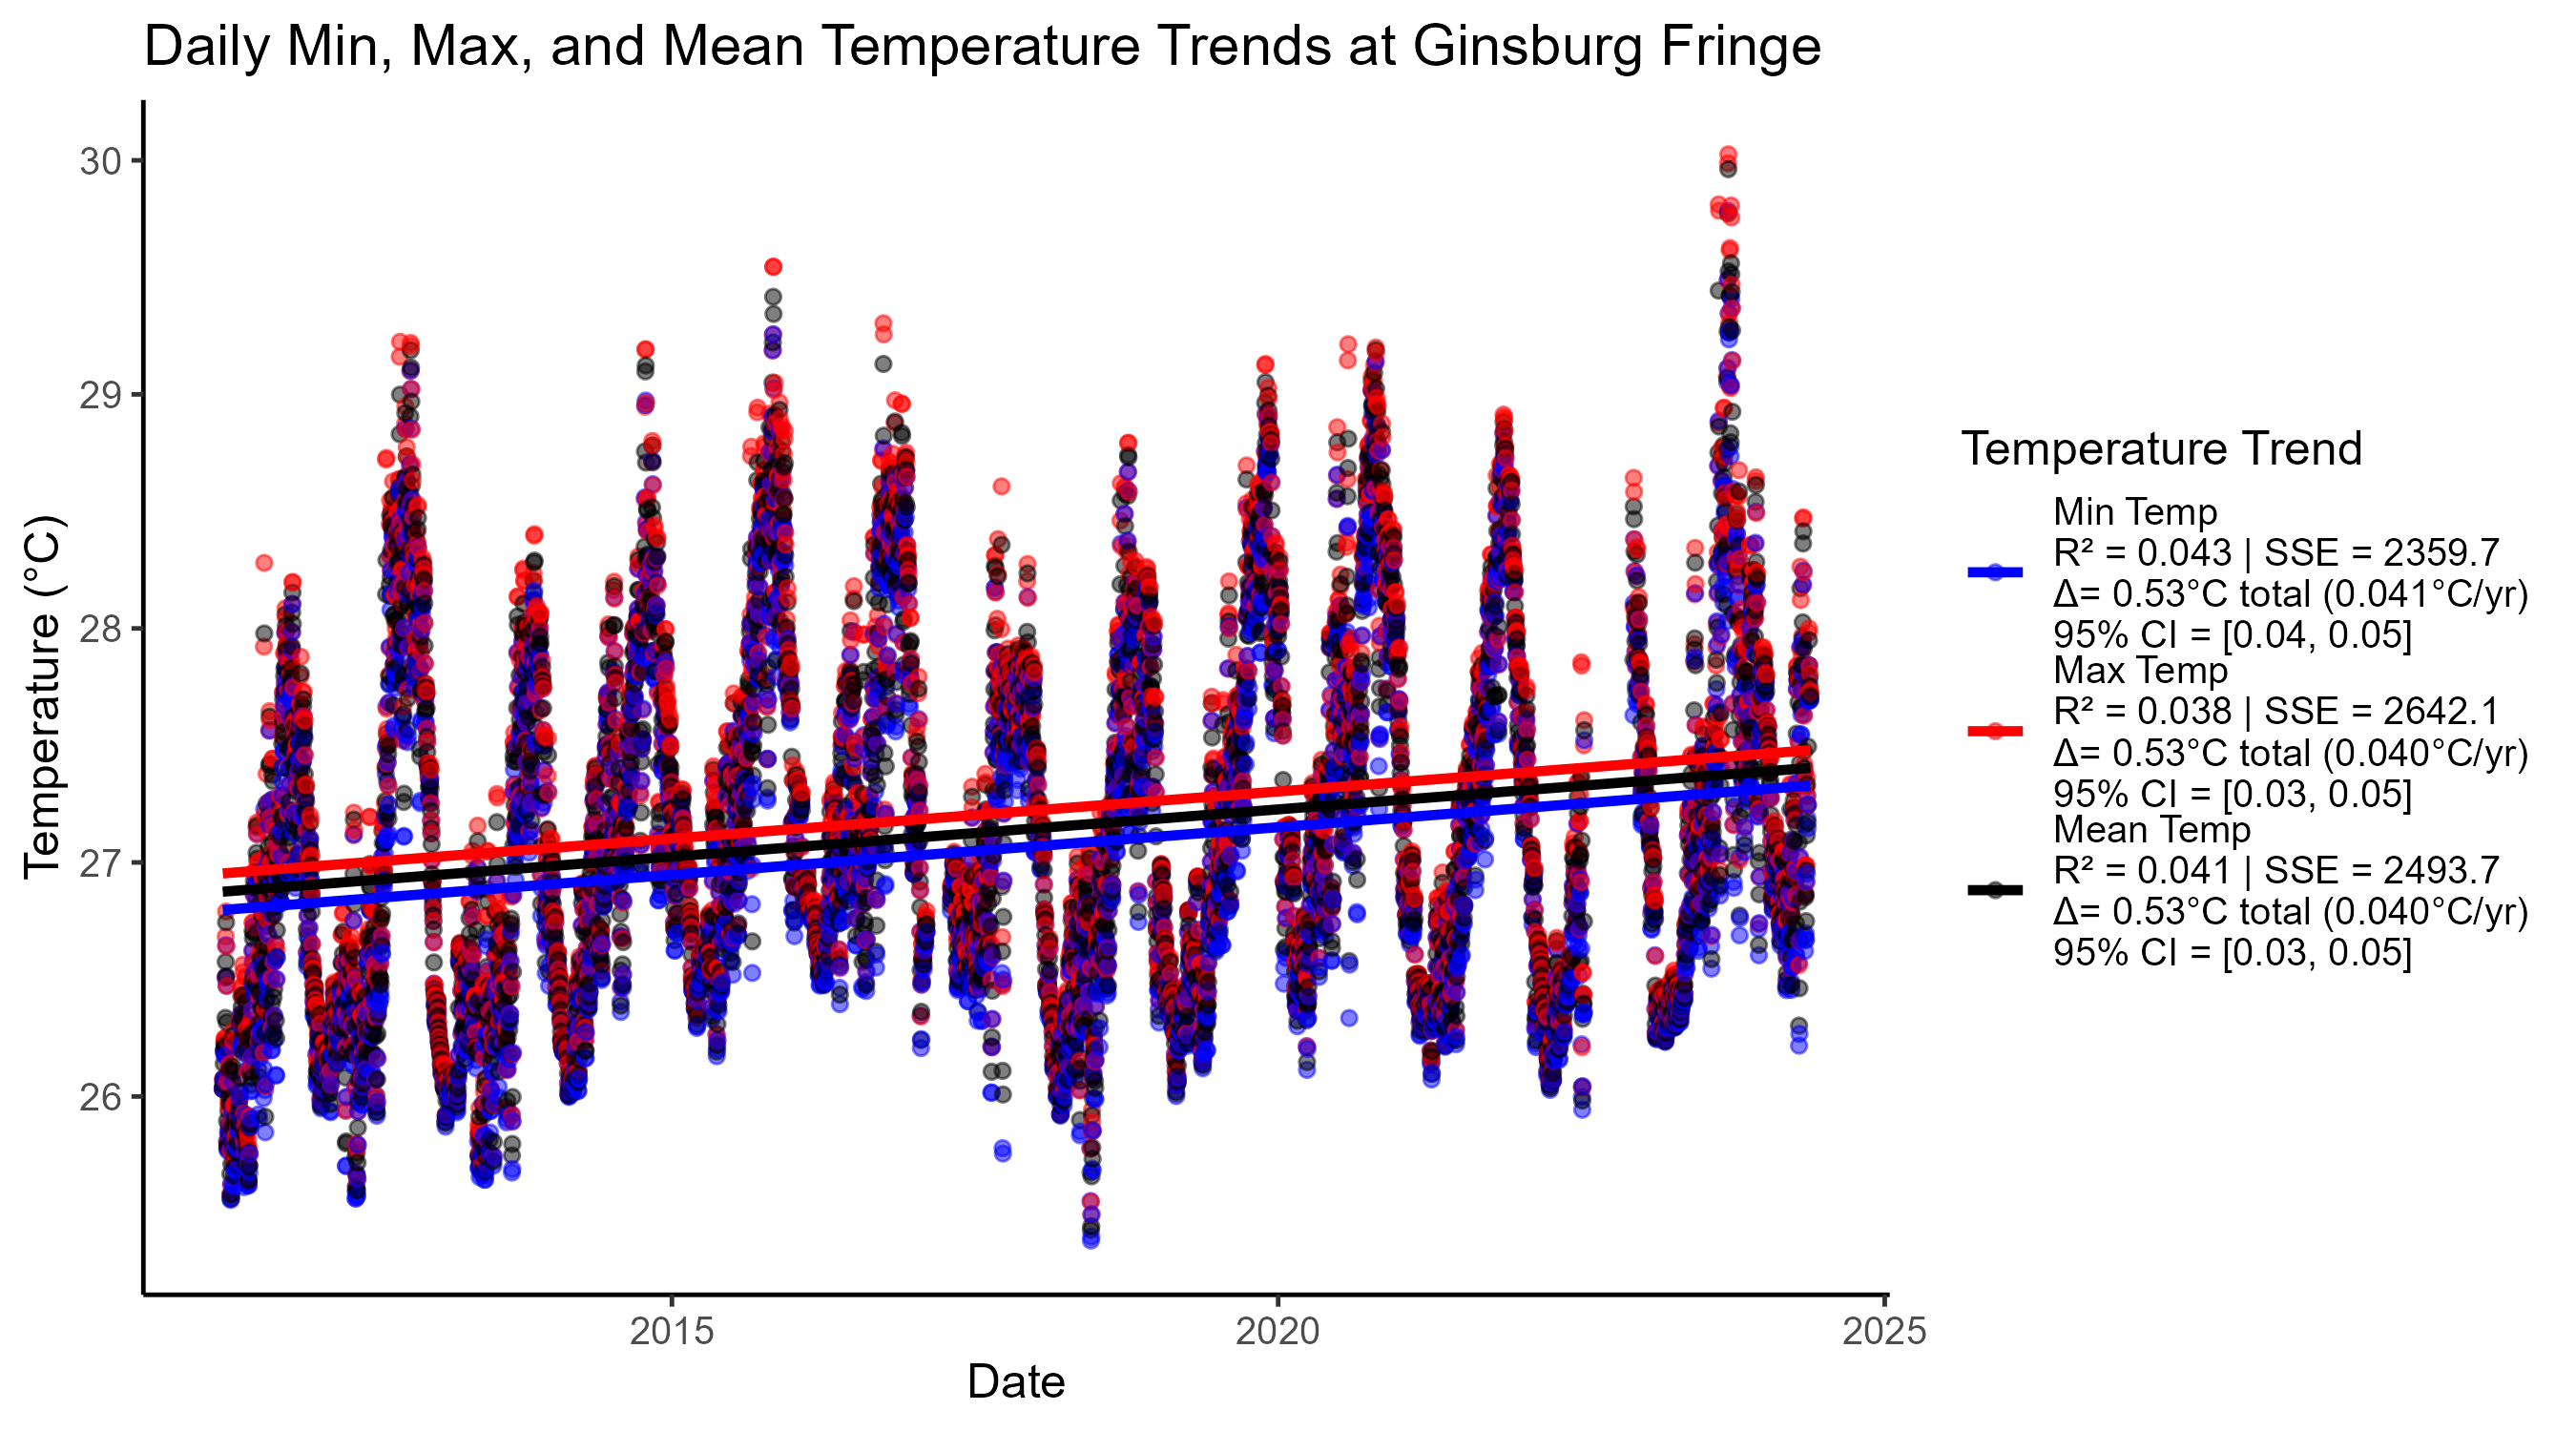 Daily Min, Max, and Mean Temperature Trends at Ginsburg Fringe
30
29
28
27
26
Temperature (°C)
2015
2020
2025
Date
Temperature Trend
Min Temp
R² = 0.043 | SSE = 2359.7
Δ= 0.53°C total (0.041°C/yr)
95% CI = [0.04, 0.05]
Max Temp
R² = 0.038 | SSE = 2642.1
Δ= 0.53°C total (0.040°C/yr)
95% CI = [0.03, 0.05]
Mean Temp
R² = 0.041 | SSE = 2493.7
Δ= 0.53°C total (0.040°C/yr)
95% CI = [0.03, 0.05]